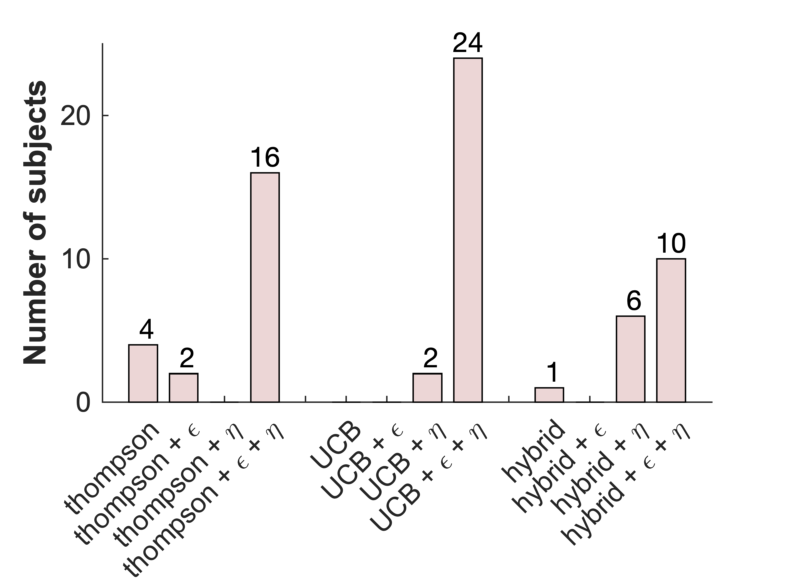 Number of subjects
20
10
0
4
2
16
2
24
1
6
10
thompson
thompson + ϵ
thompson + η
thompson + ϵ + η
UCB
UCB + ϵ
UCB + η
UCB + ϵ + η
hybrid
hybrid + ϵ
hybrid + η
hybrid + ϵ + η